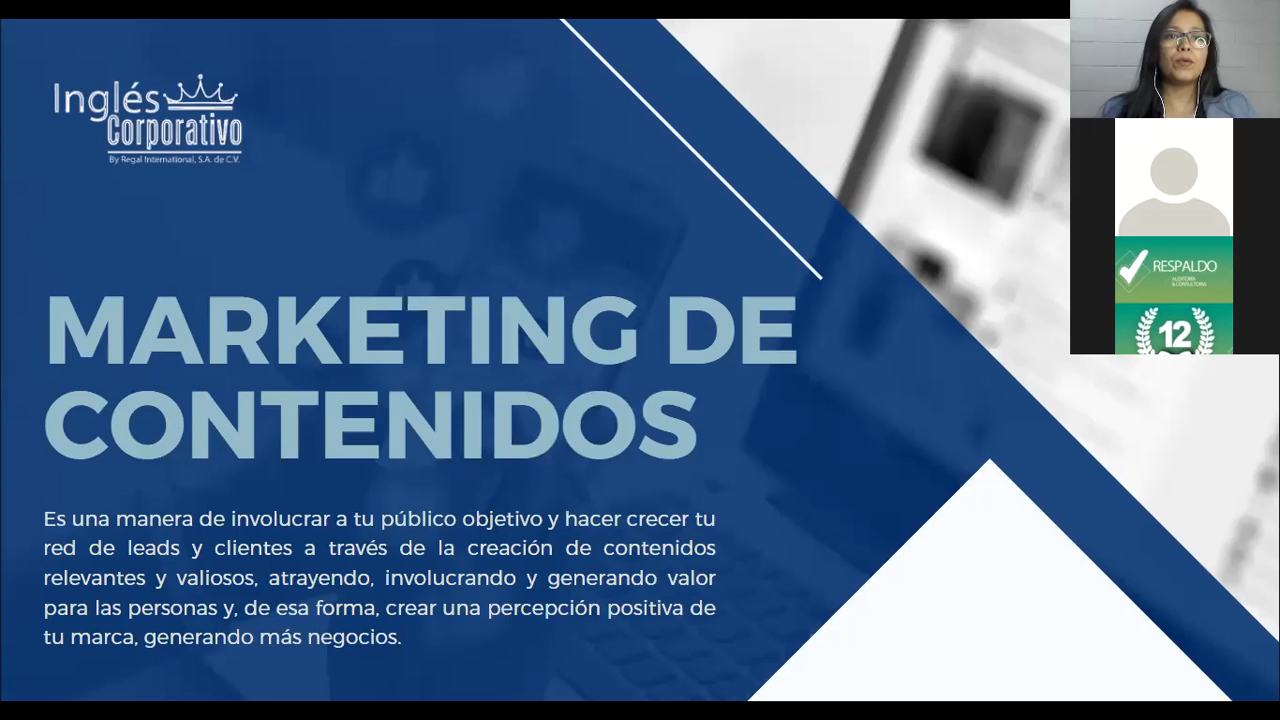 Inglés
Corporativo
By Regal International, S.A. de C.V.
MARKETING DE
CONTENIDOS
Es una manera de involucrar a tu público objetivo y hacer crecer tu
red de leads y clientes a través de la creación de contenidos
relevantes y valiosos, atrayendo, involucrando y generando valor
para las personas y, de esa forma, crear una percepción positiva de
tu marca, generando más negocios.
RESPALDO
AUDITORÍA
& CONSULTORÍA
12